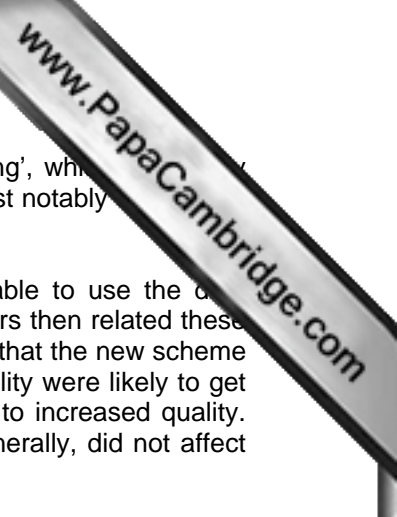 www.PapaCambridge.com
ng',
st notably
able to use the
rs then related these
that the new scheme
lity were likely to get
to increased quality.
nerally, did not affect